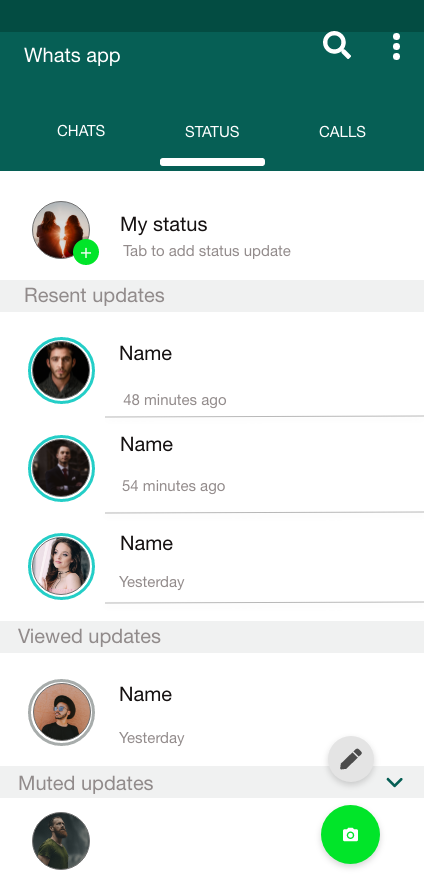 Whats app
CHATS STATUS CALLS
My status
Tab to add status update
Resent updates
Name
48 minutes ago
Name
54 minutes ago
Name
Yesterday
Viewed updates
Name
Yesterday
Muted updates